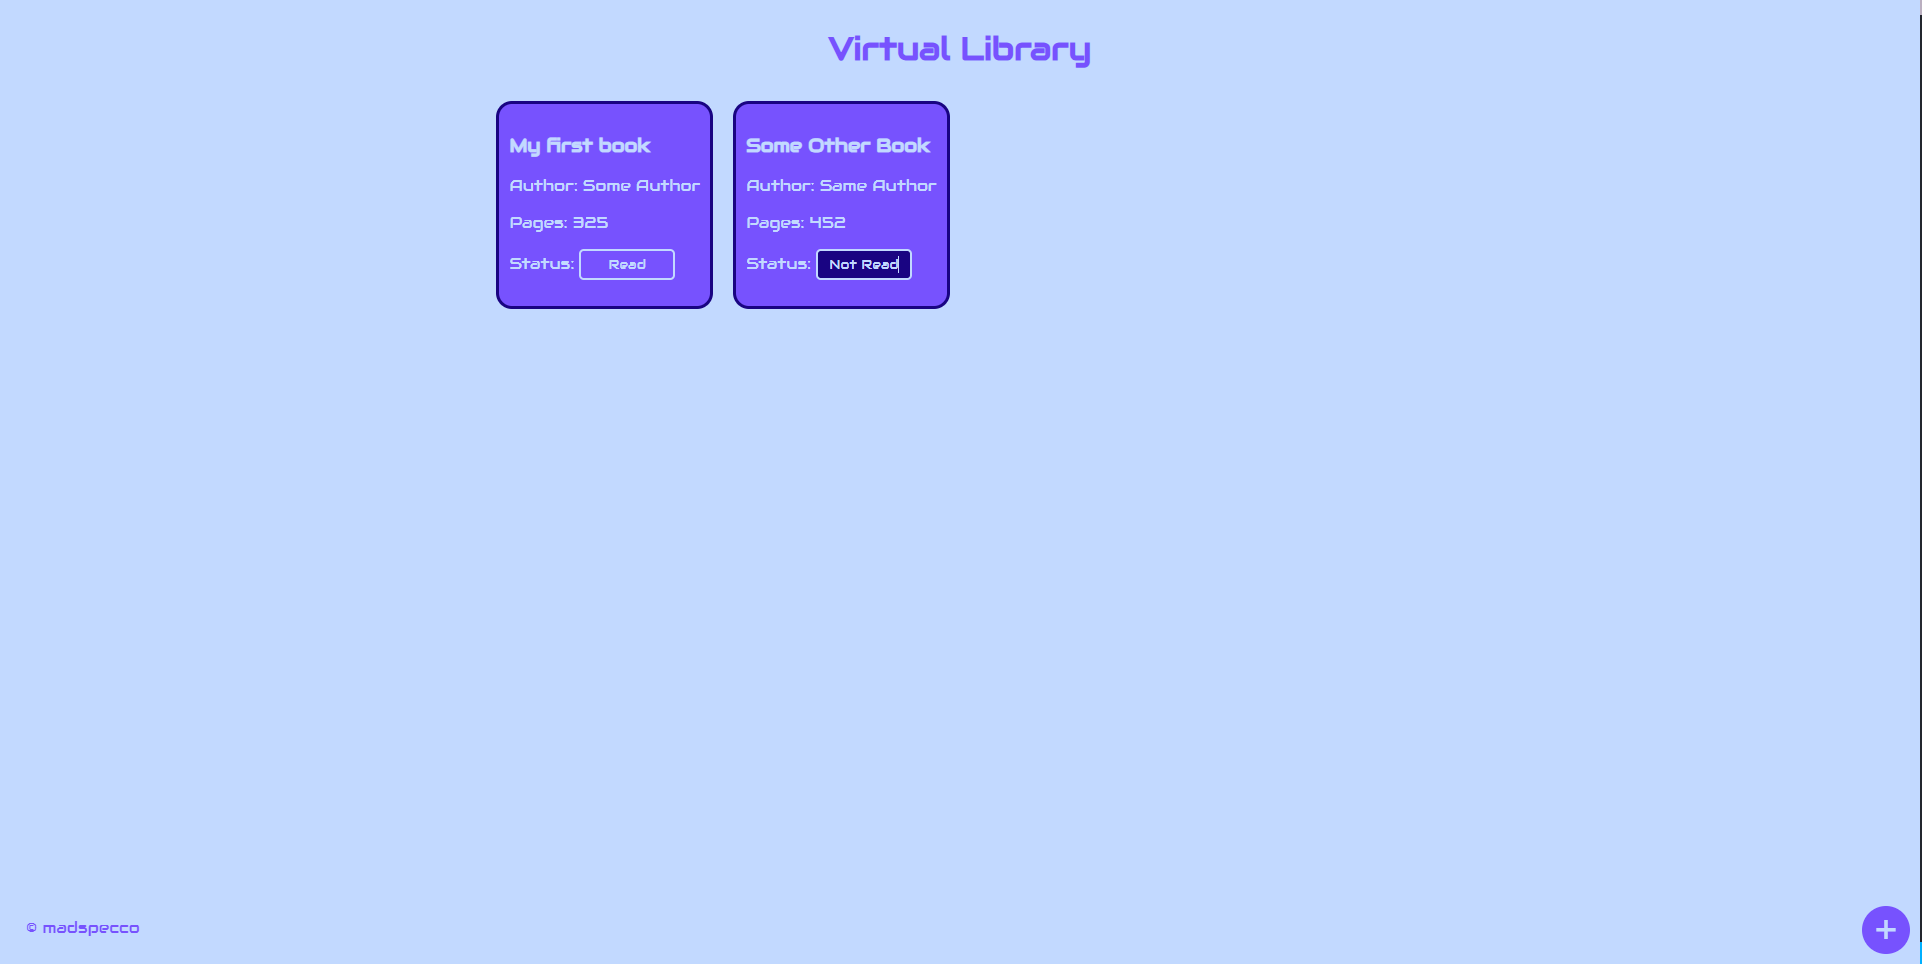 Virtual Library
My first book
Author: Some Author
Pages: 325
Status: Read
Some Other Book
Author: Same Author
Pages: 452
Status: Not Read
© madspecco
+